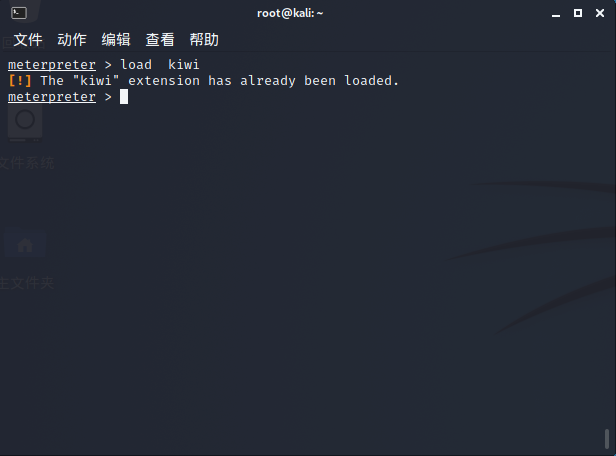 root@kali: ~
文件 动作 编辑 查看 帮助
meterpreter > load  kiwi
[!] The "kiwi" extension has already been loaded.
meterpreter >
文件系统
主文件夹